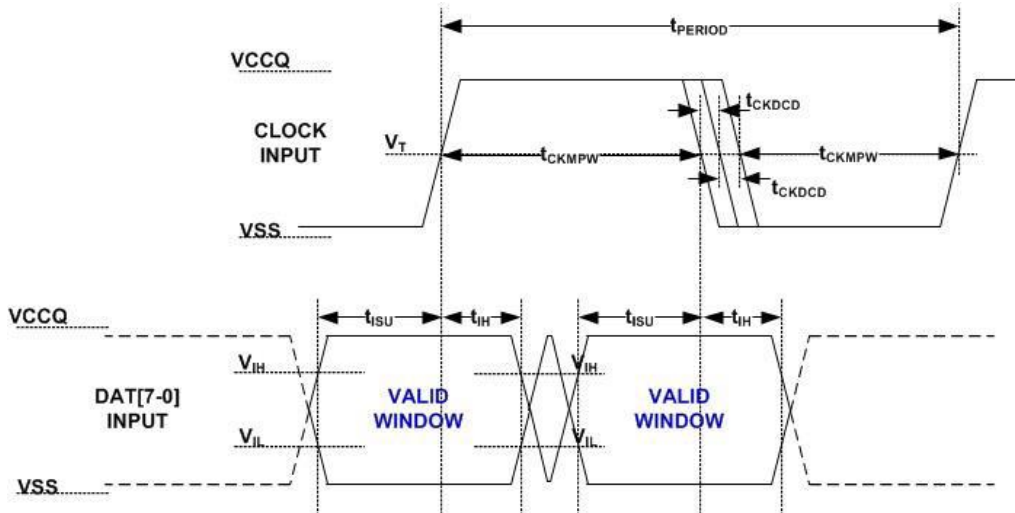 tPERIOD
VCCQ
tCKDCD
CLOCK
INPUT
VT
tCKMPW
tCKMPW
tCKDCD
VSS
VCCQ
tISU
tIH
tISU
tIH
VIH
VIH
DAT[7-0]
INPUT
VALID
WINDOW
VALID
WINDOW
VIL
VIL
VSS